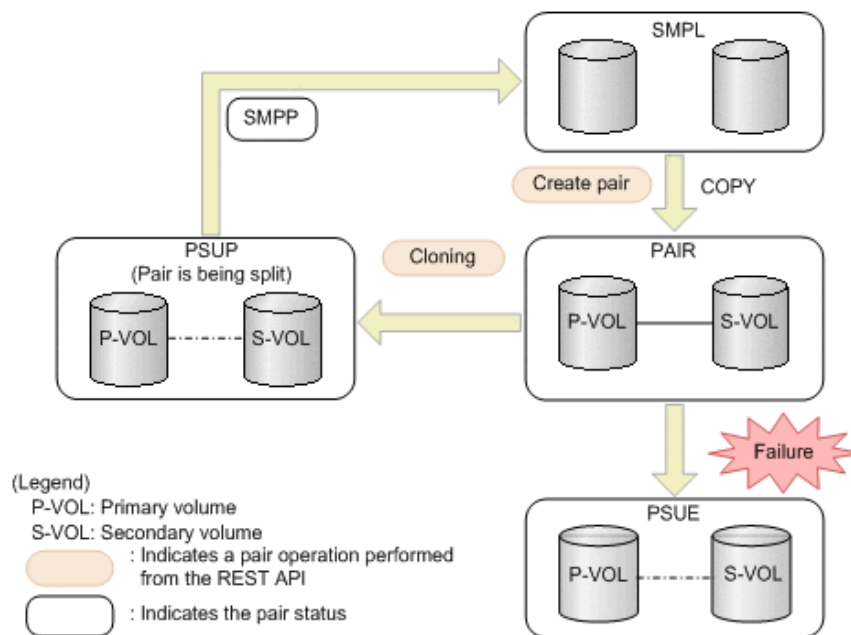 SMPL
SMPP
Create pair
COPY
PSUP
(Pair is being split)
Cloning
PAIR
P-VOL
S-VOL
P-VOL
S-VOL
Failure
(Legend)
P-VOL: Primary volume
S-VOL: Secondary volume
: Indicates a pair operation performed
from the REST API
: Indicates the pair status
PSUE
P-VOL
S-VOL